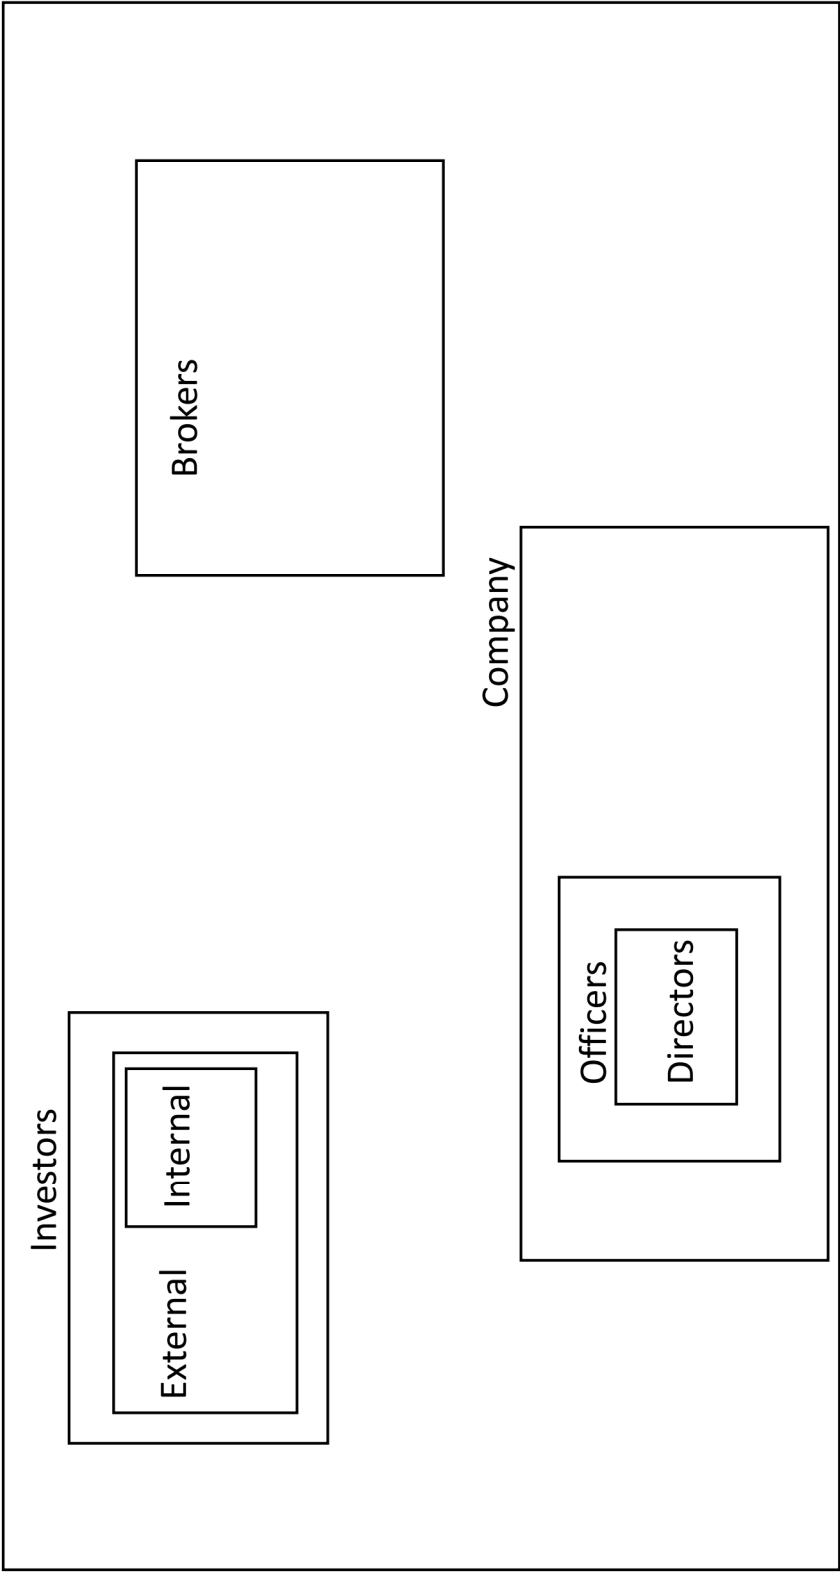 Investors
External
Internal
Brokers
Company
Officers
Directors